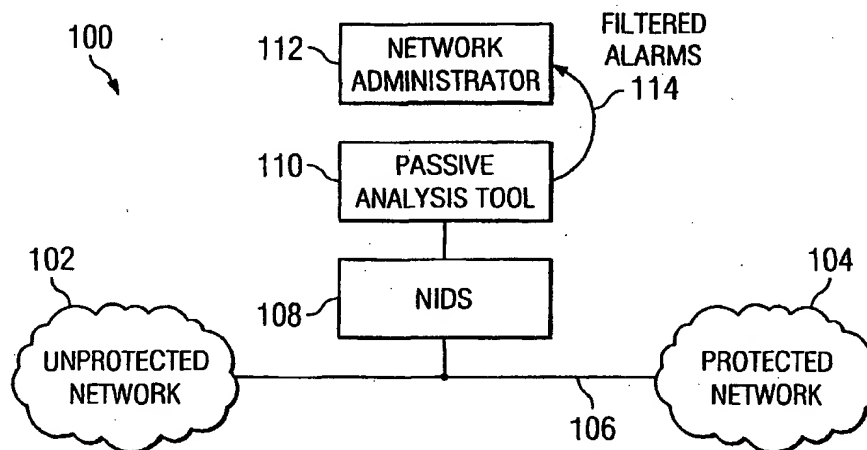 100
112
NETWORK
ADMINISTRATOR
FILTERED
ALARMS
114
110
PASSIVE
ANALYSIS TOOL
102
108
NIDS
104
UNPROTECTED
NETWORK
PROTECTED
NETWORK
106